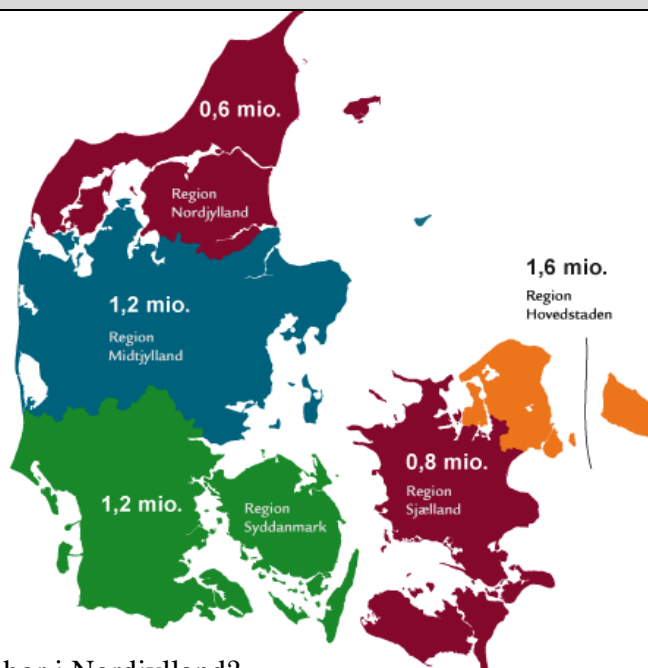 0,6 mio.
Region
Nordjylland
1,6 mio.
Region
Hovedstaden
1,2 mio.
Region
Midtjylland
0,8 mio.
Region
Sjælland
1,2 mio.
Region
Syddanmark
i Nordjylland?